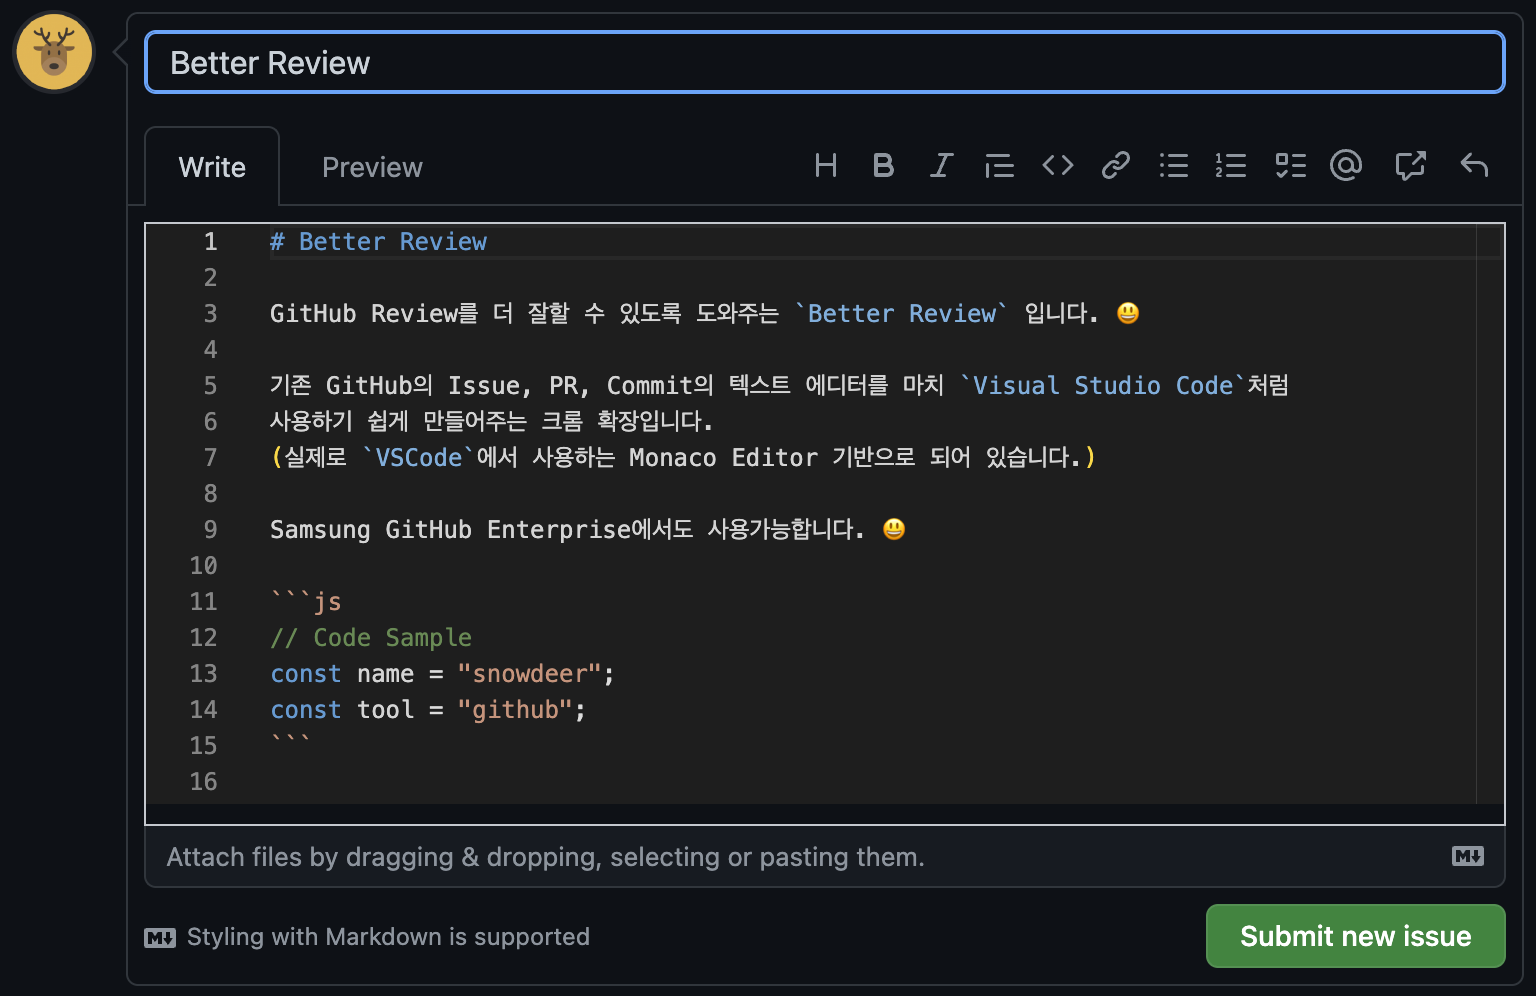 Better Review
Write Preview
1 # Better Review
2
3 GitHub Review를 더 잘할 수 있도록 도와주는 `Better Review` 입니다. 😃
4
5 기존 GitHub의 Issue, PR, Commit의 텍스트 에디터를 마치 `Visual Studio Code`처럼
6 사용하기 쉽게 만들어주는 크롬 확장입니다.
7 (실제로 `VSCode`에서 사용하는 Monaco Editor 기반으로 되어 있습니다.)
8
9 Samsung GitHub Enterprise에서도 사용가능합니다. 😃
10
11 ```js
12 // Code Sample
13 const name = "snowdeer";
14 const tool = "github";
15 ```
16
Attach files by dragging & dropping, selecting or pasting them.
Styling with Markdown is supported
Submit new issue